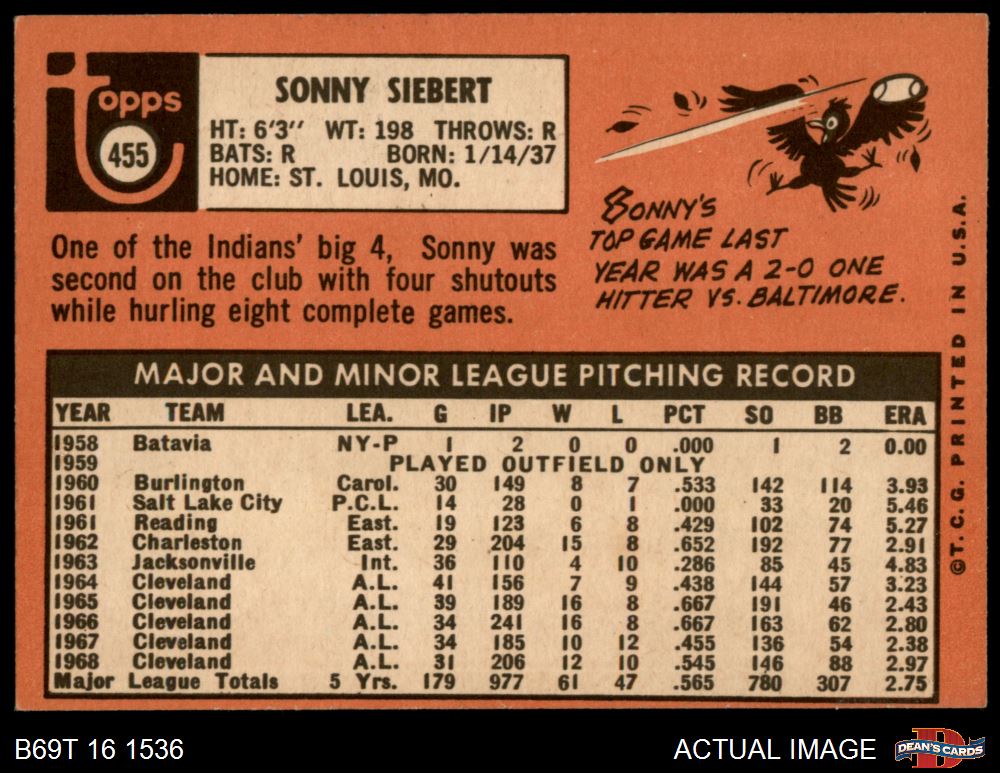 topps
455
SONNY SIEBERT
HT: 6'3" WT: 198 THROWS: R
BATS: R BORN: 1/14/37
HOME: ST. LOUIS, MO.
One of the Indians' big 4, Sonny was
second on the club with four shutouts
while hurling eight complete games.
SONNY'S
TOP GAME LAST
YEAR WAS A 2-0 ONE
HITTER VS. BALTIMORE.
MAJOR AND MINOR LEAGUE PITCHING RECORD
YEAR TEAM LEA. G IP W L PCT SO BB ERA
1958 Batavia NY-P 1 2 0 0 .000 1 2 0.00
1959 PLAYED OUTFIELD ONLY
1960 Burlington Carol. 30 149 8 7 .533 142 114 3.93
1961 Salt Lake City P.C.L. 14 28 0 1 .000 33 20 5.46
1961 Reading East. 19 123 6 8 .429 102 74 5.27
1962 Charleston East. 29 204 15 8 .652 192 77 2.91
1963 Jacksonville Int. 36 110 4 10 .286 85 45 4.83
1964 Cleveland A.L. 41 156 7 9 .438 144 57 3.23
1965 Cleveland A.L. 39 189 16 8 .667 191 46 2.43
1966 Cleveland A.L. 34 241 16 8 .667 163 62 2.80
1967 Cleveland A.L. 34 185 10 12 .455 136 54 2.38
1968 Cleveland A.L. 31 206 12 10 .545 146 88 2.97
Major League Totals 5 Yrs. 179 977 61 47 .565 780 307 2.75
©T. C. G. PRINTED IN U.S.A.
B69T 16 1536
ACTUAL IMAGE
D
DEAN'S CARDS